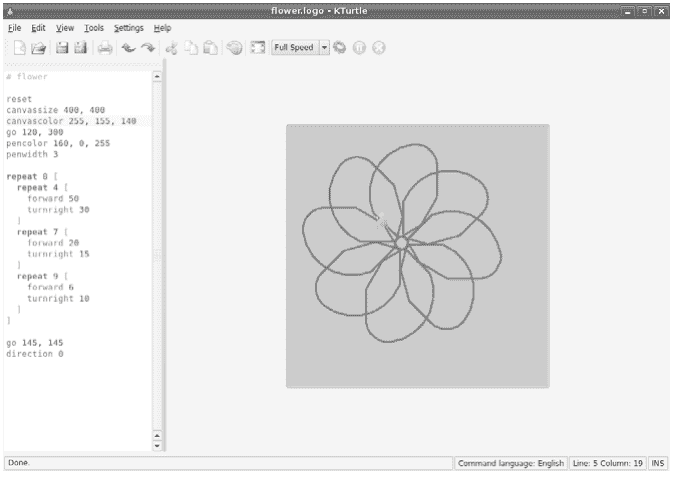 flower.logo - KTurtle
File Edit View Tools Settings Help
Full Speed
# flower
reset
canvassize 400, 400
canvascolor 255, 155, 140
go 120, 300
pencolor 160, 0, 255
penwidth 3
repeat 8 [
repeat 4 [
forward 50
turnright 30
]
repeat 7 [
forward 20
turnright 15
]
repeat 9 [
forward 6
turnright 10
]
]
go 145, 145
direction 0
Done.
Command language: English Line: 5 Column: 19 INS